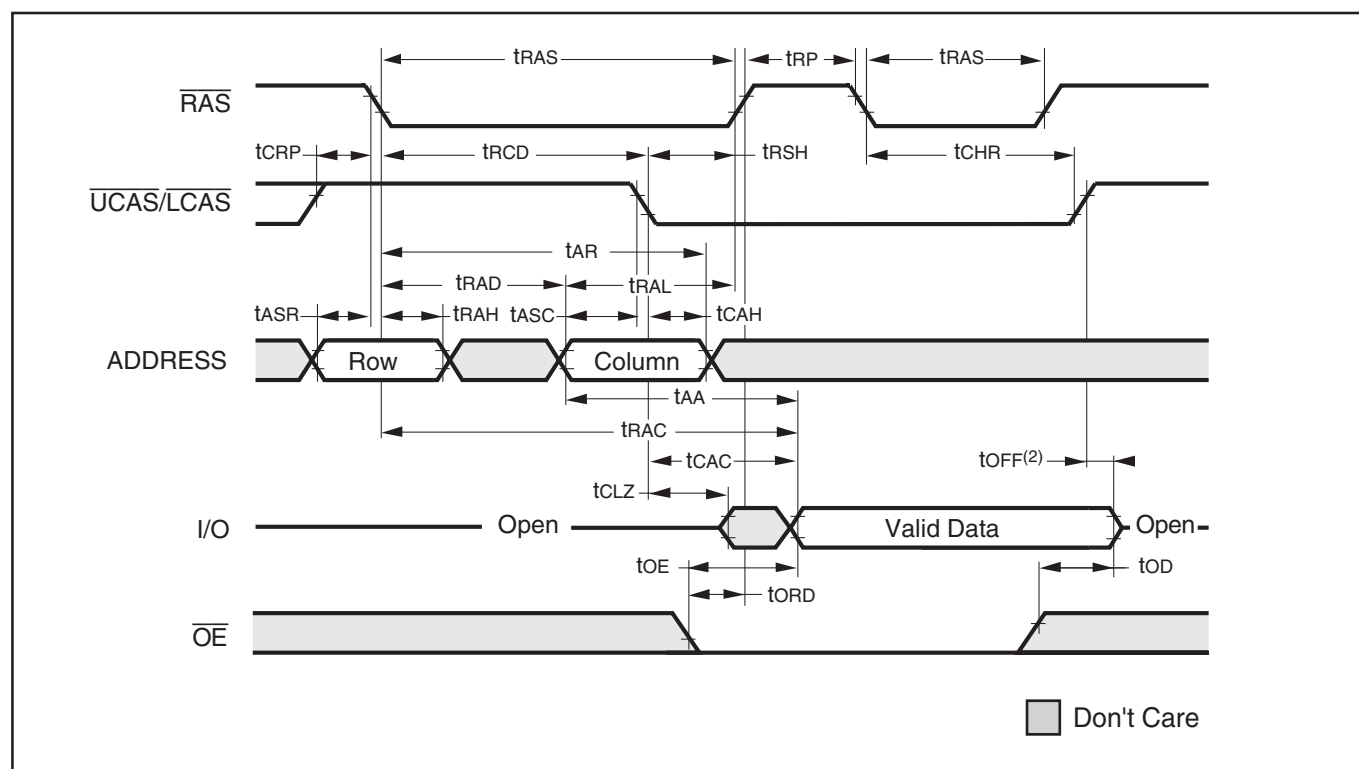 tRAS tRP tRAS
RAS
tCRP tRCD tRSH tCHR
UCAS/LCAS
tAR
tRAD tRAL
tASR tRAH tASC tCAH
ADDRESS Row Column
tAA
tRAC
tCAC tOFF(2)
tCLZ
I/O Open Valid Data Open
tOE tOD
tORD
OE
Don't Care